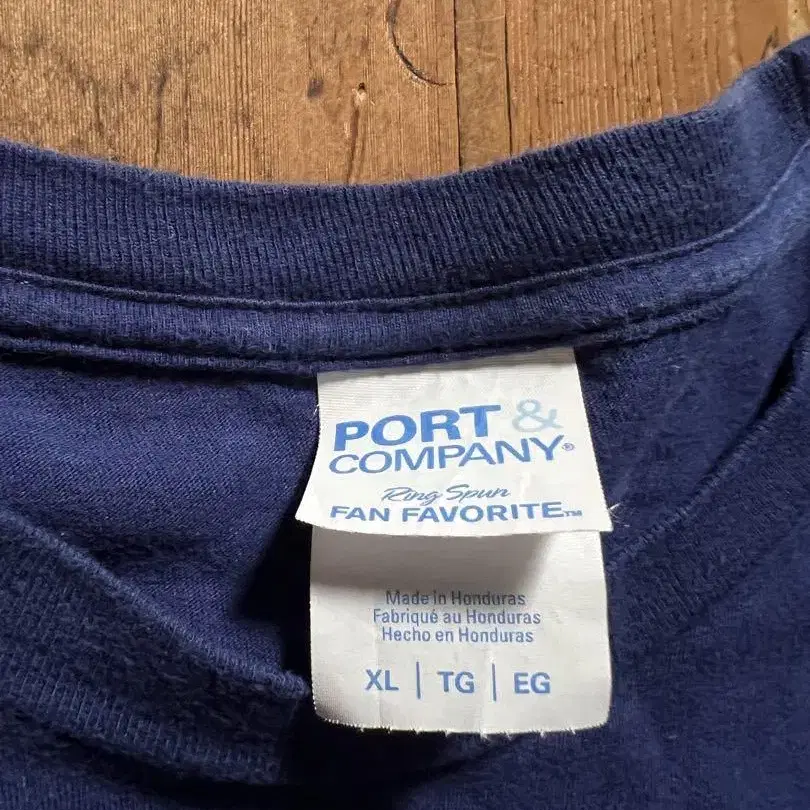 PORT &
COMPANY®
Ring Spun
FAN FAVORITE™
Made in Honduras
Fabriqué au Honduras
Hecho en Honduras
XL | TG | EG